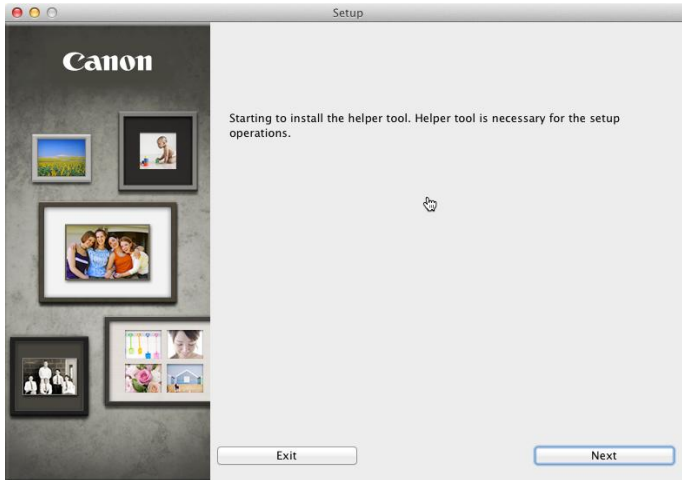 Setup
Canon
Starting to install the helper tool. Helper tool is necessary for the setup
operations.
Exit
Next